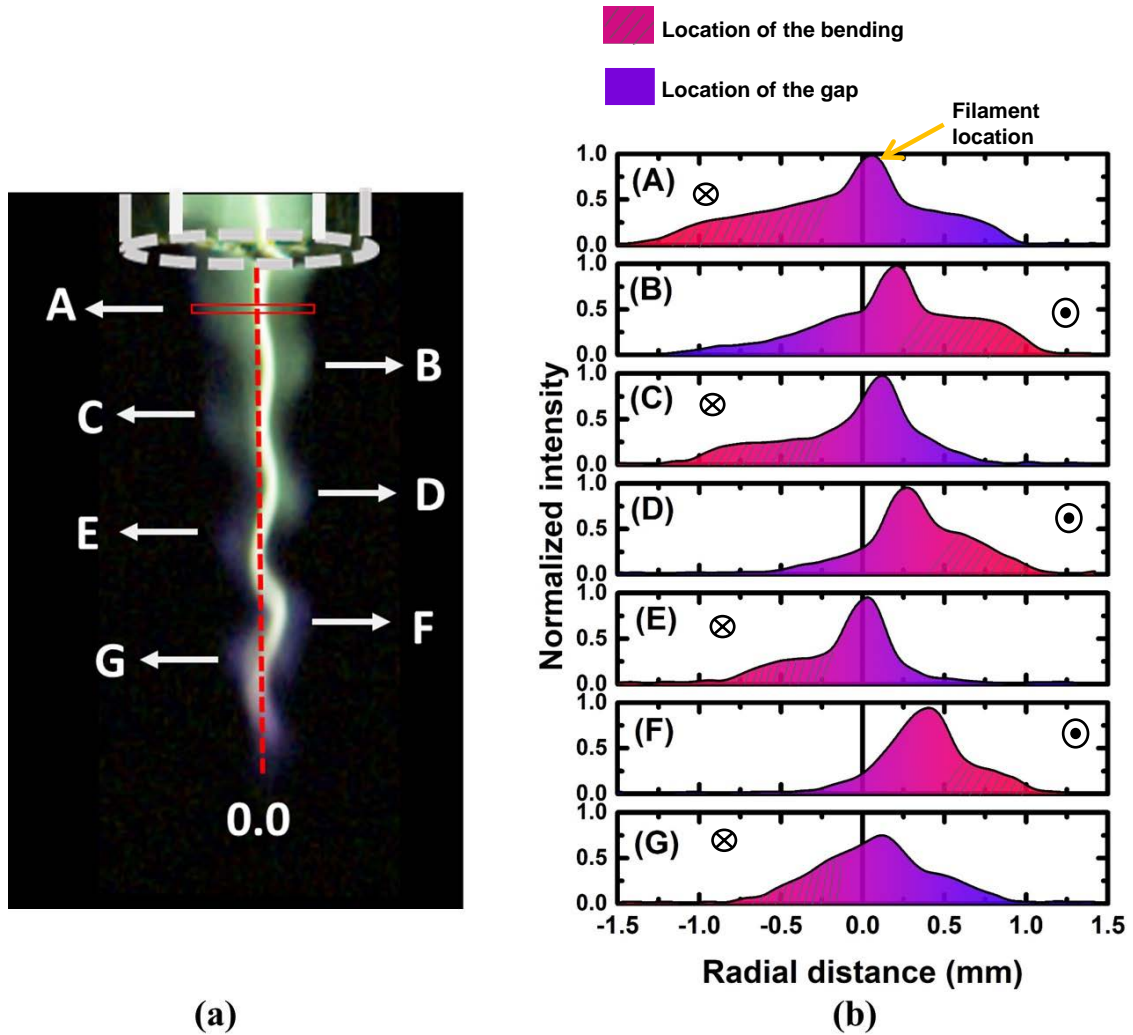 Location of the bending
Location of the gap
Filament
location
A
B
C
D
E
F
G
0.0
(A)
(B)
(C)
(D)
(E)
(F)
(G)
1.0
0.5
0.0
1.0
0.5
0.0
1.0
0.5
0.0
1.0
0.5
0.0
1.0
0.5
0.0
1.0
0.5
0.0
1.0
0.5
0.0
Normalized intensity
-1.5 -1.0 -0.5 0.0 0.5 1.0 1.5
Radial distance (mm)
(a)
(b)